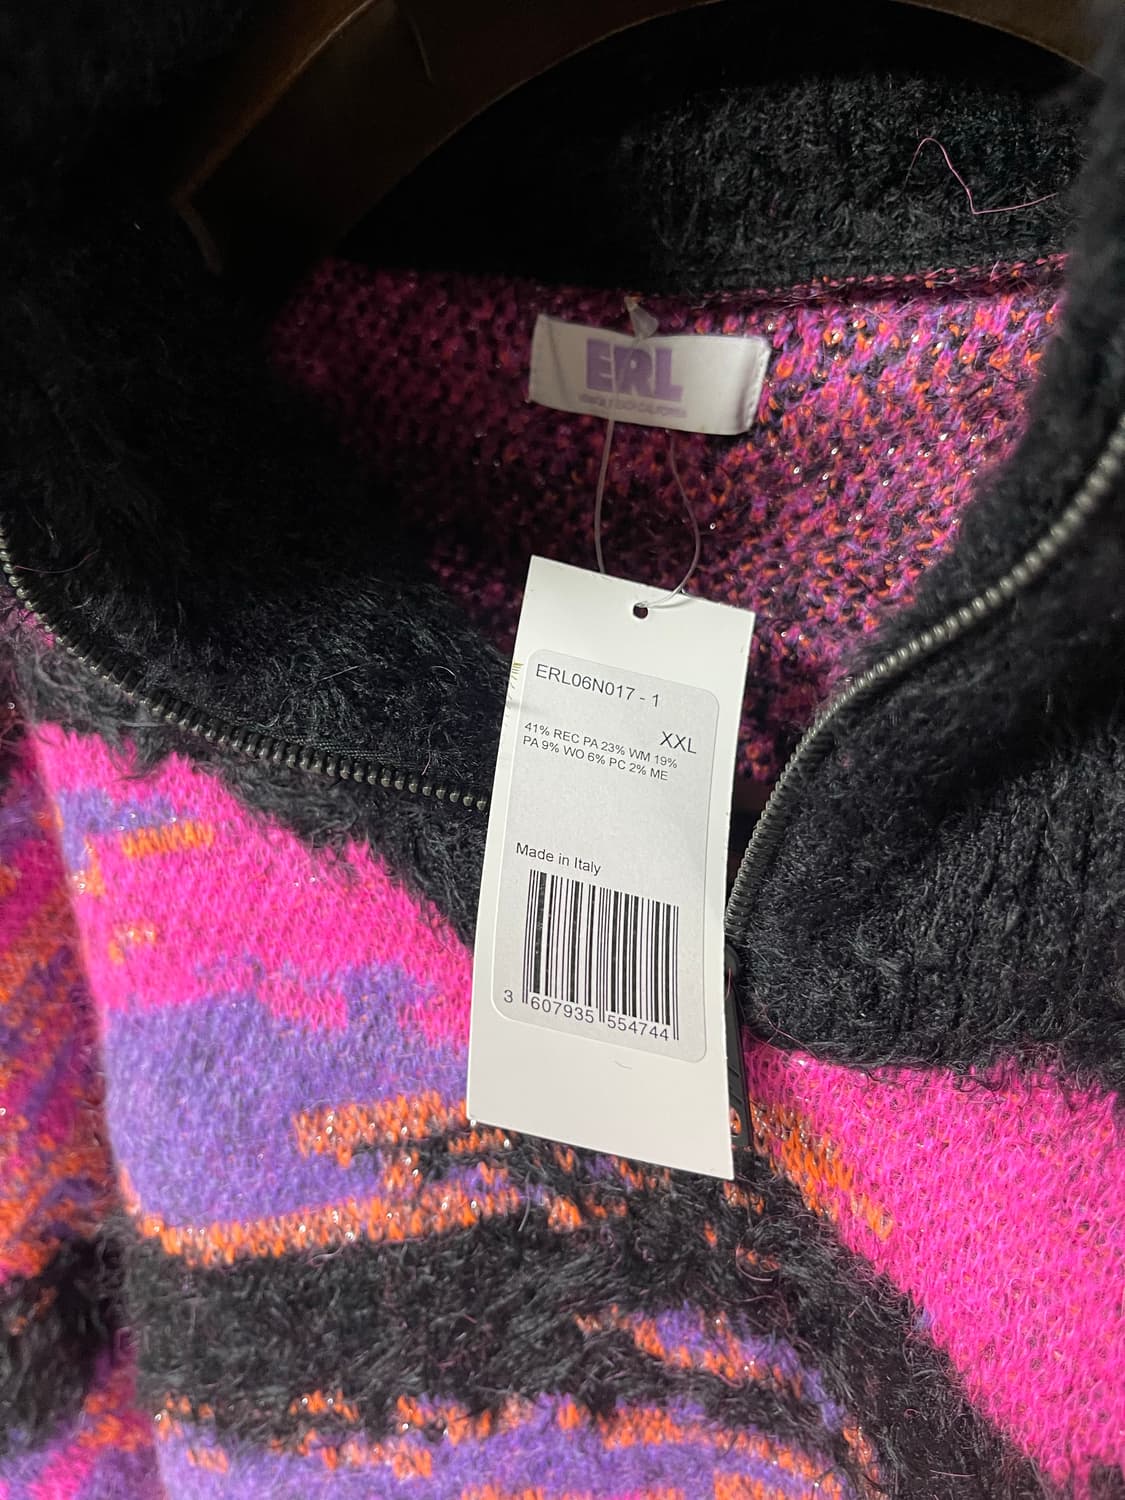 ERL
ERL06N017 - 1
XXL
41% REC PA 23% WM 19%
PA 9% WO 6% PC 2% ME
Made in Italy
3 607935 554744